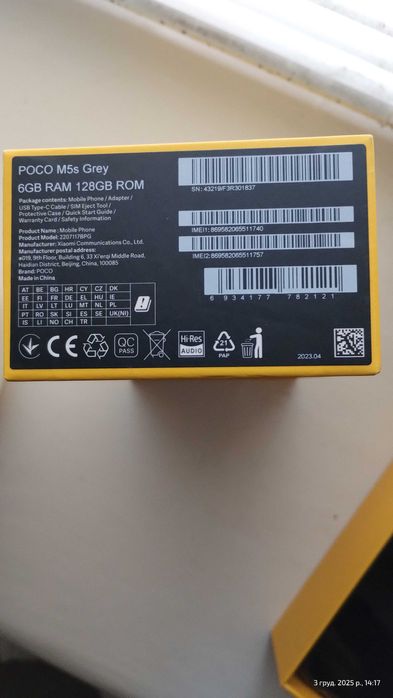 POCO M5s Grey
6GB RAM 128GB ROM
Package contents: Mobile Phone / Adapter /
USB Type-C Cable / SIM Eject Tool /
Protective Case / Quick Start Guide /
Warranty Card / Safety Information
Product Name : Mobile Phone
Product Model: 2207117BPG
Manufacturer: Xiaomi Communications Co., Ltd.
Manufacturer postal address:
#019, 9th Floor, Building 6, 33 Xi'erqi Middle Road,
Haidian District, Beijing, China, 100085
Brand: POCO
Made in China
SN: 43219/F3R301837
IMEI1: 869582065511740
IMEI2: 869582065511757
6 934177 782121
AT BE BG HR CY CZ DK
EE FI FR DE EL HU IE
IT LV LT LU MT NL PL
PT RO SK SI ES SE UK(NI)
IS LI NO CH TR
CE
QC
PASS
Hi-Res
AUDIO
21
PAP
2023.04
3 груд. 2025 р., 14:17